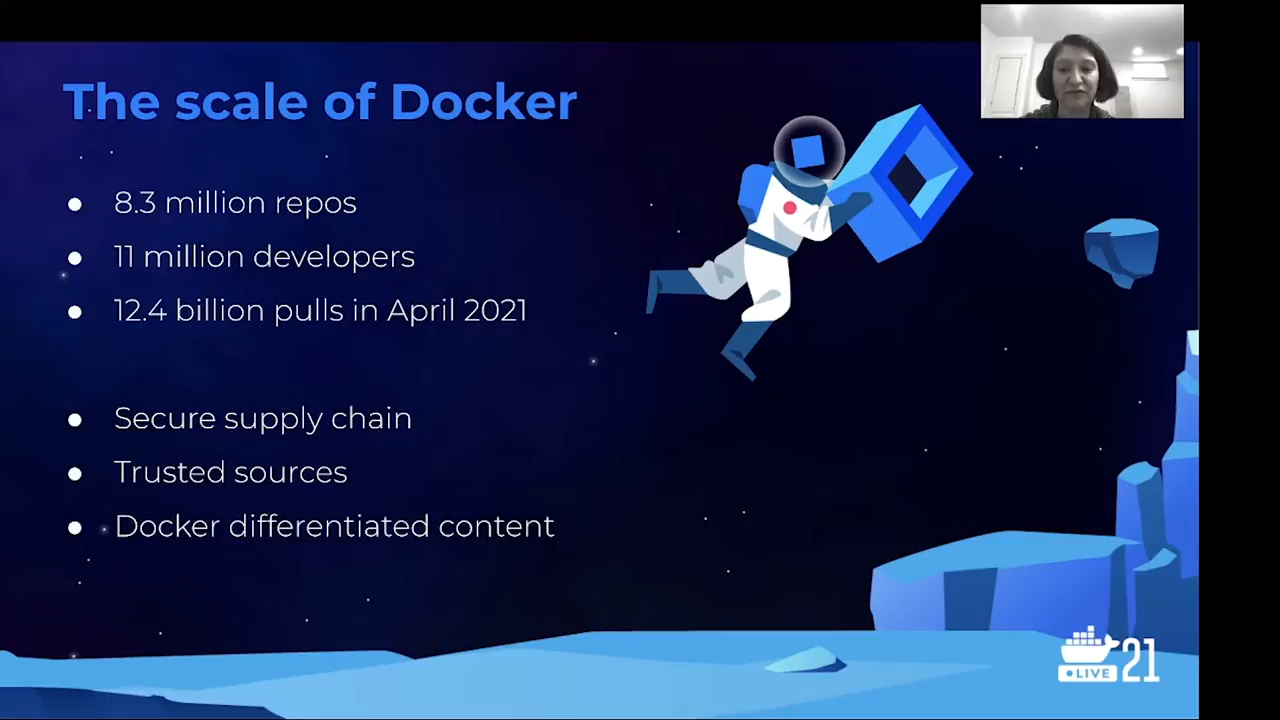 The scale of Docker
8.3 million repos
11 million developers
12.4 billion pulls in April 2021
Secure supply chain
Trusted sources
Docker differentiated content
LIVE 21